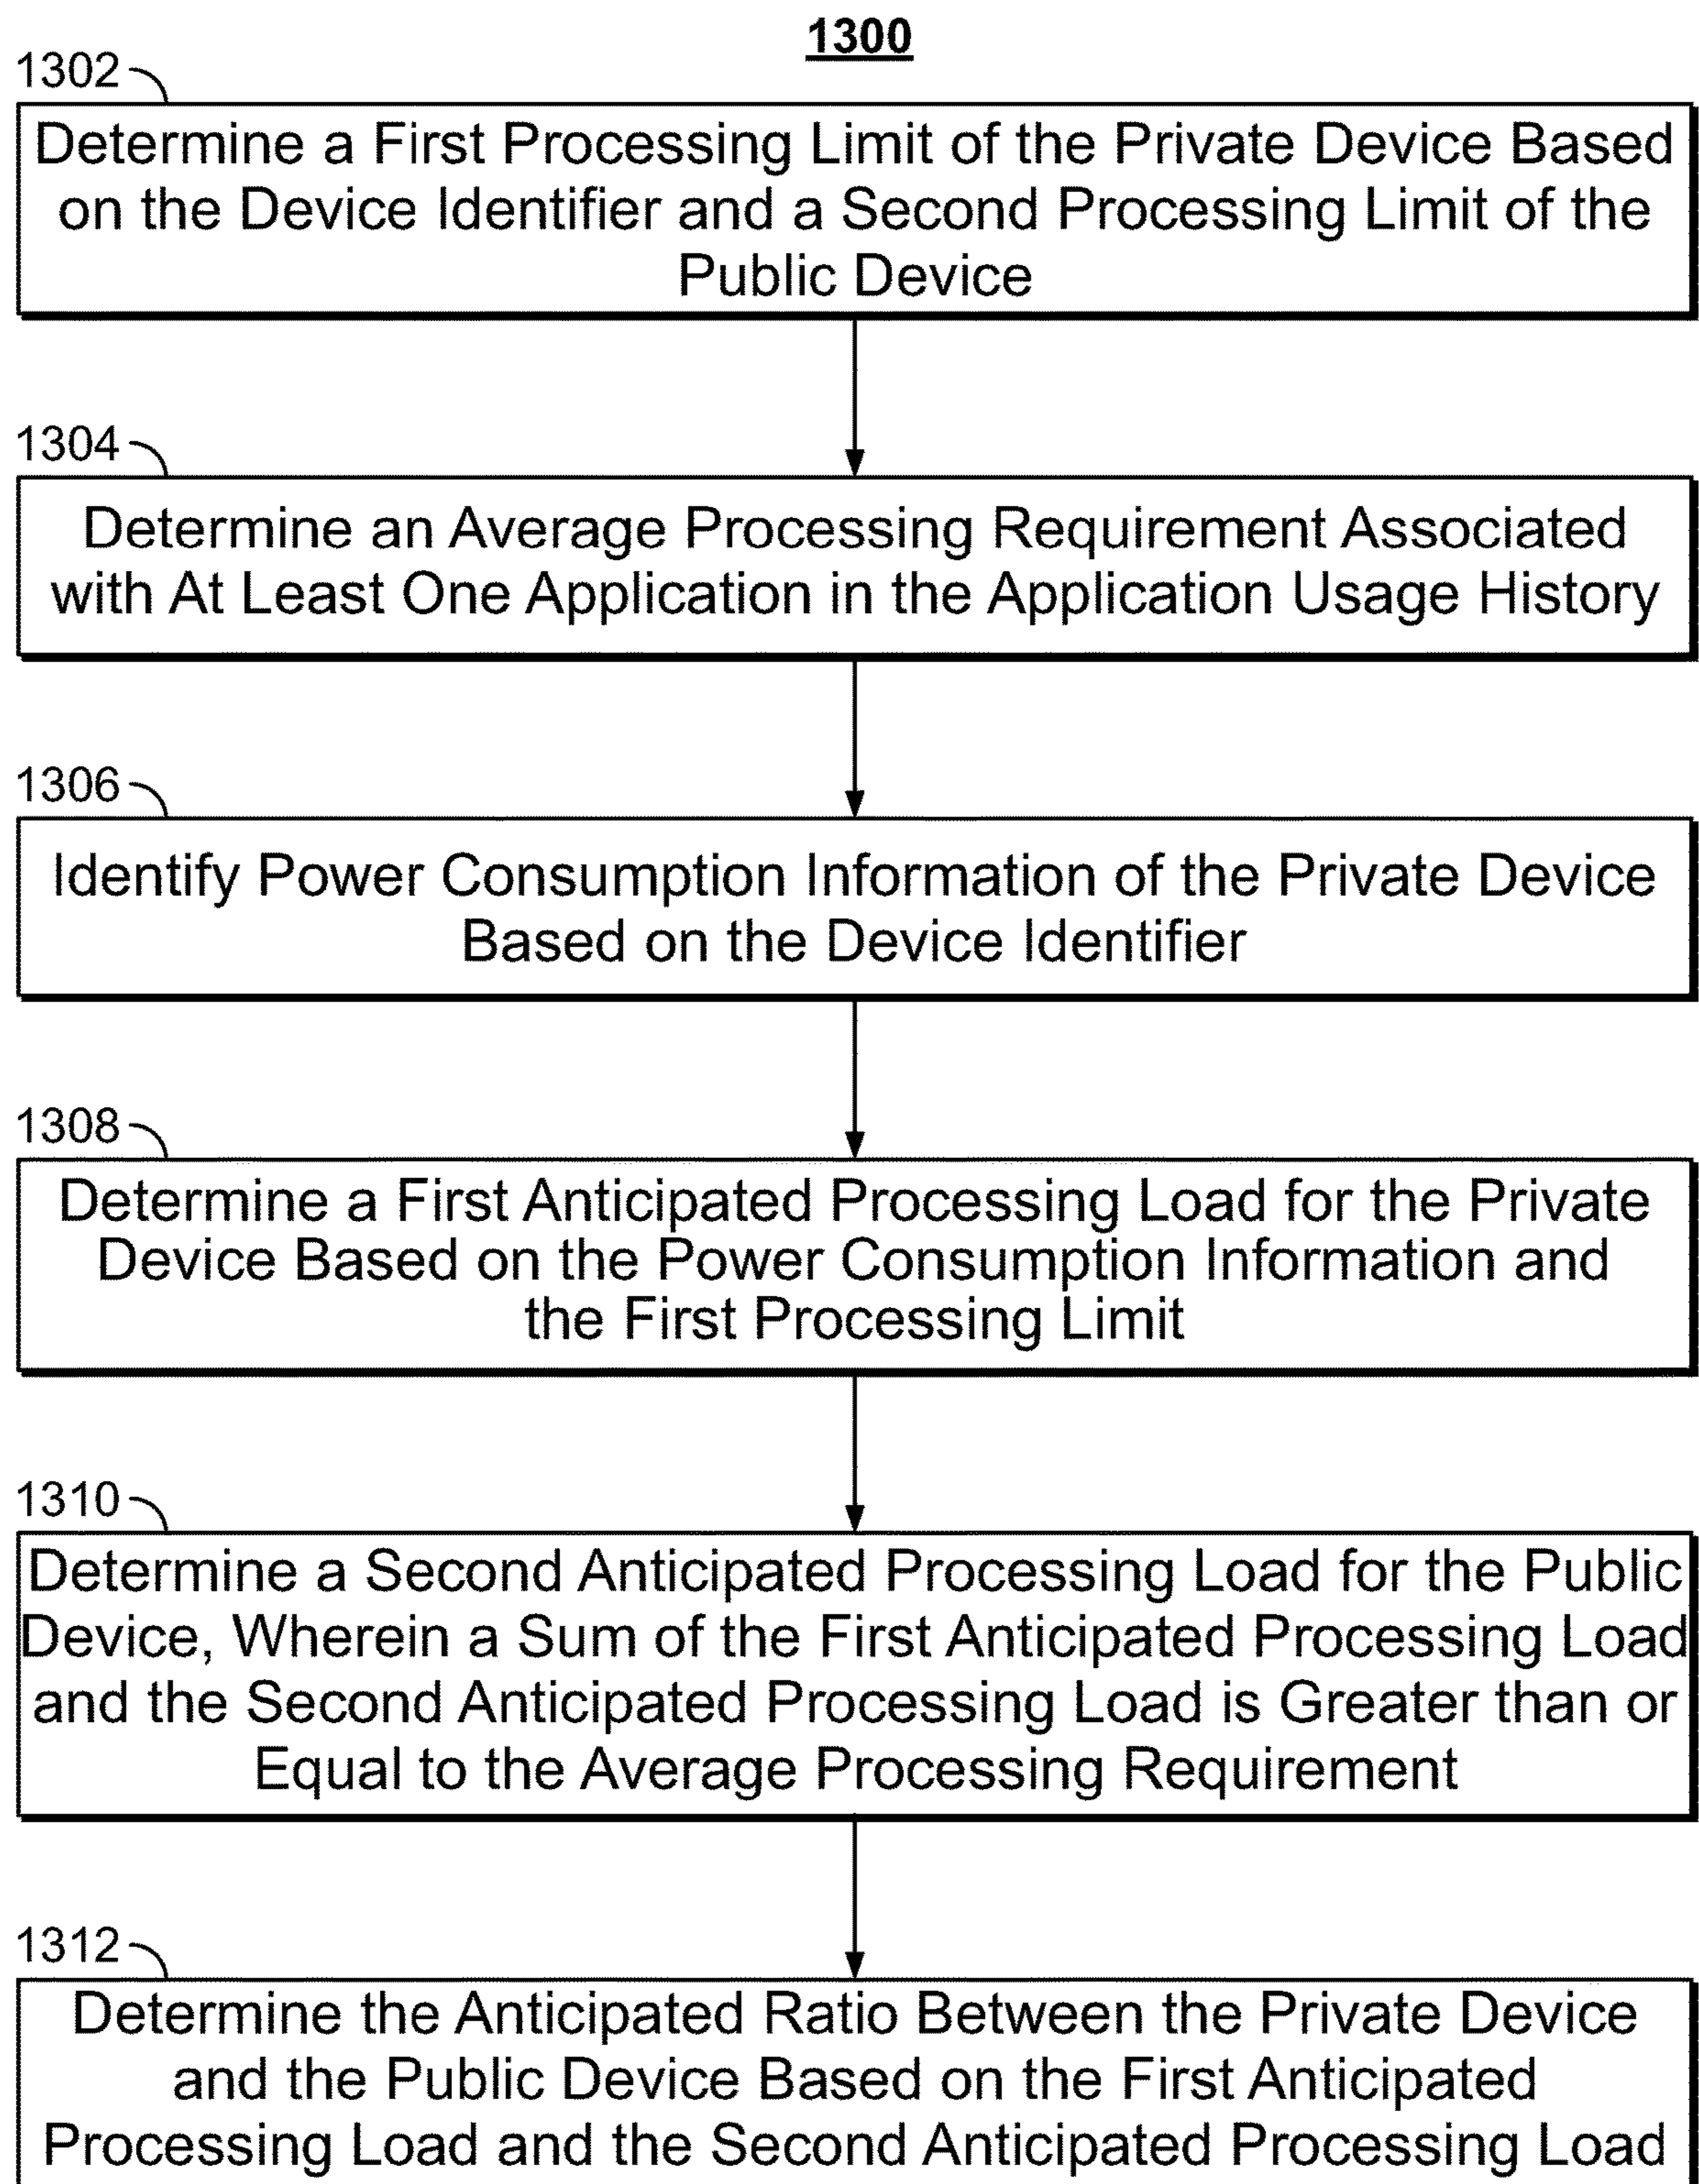 1300
1302
Determine a First Processing Limit of the Private Device Based
on the Device Identifier and a Second Processing Limit of the
Public Device
1304
Determine an Average Processing Requirement Associated
with At Least One Application in the Application Usage History
1306
Identify Power Consumption Information of the Private Device
Based on the Device Identifier
1308
Determine a First Anticipated Processing Load for the Private
Device Based on the Power Consumption Information and
the First Processing Limit
1310
Determine a Second Anticipated Processing Load for the Public
Device, Wherein a Sum of the First Anticipated Processing Load
and the Second Anticipated Processing Load is Greater than or
Equal to the Average Processing Requirement
1312
Determine the Anticipated Ratio Between the Private Device
and the Public Device Based on the First Anticipated
Processing Load and the Second Anticipated Processing Load